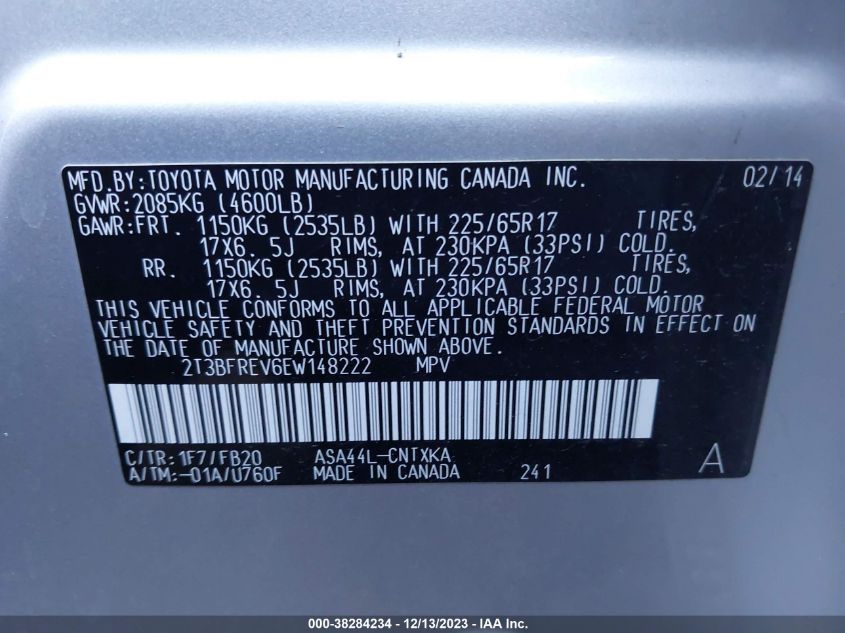 MFD.BY:TOYOTA MOTOR MANUFACTURING CANADA INC. 02/14
GVWR:2085KG (4600LB)
GAWR:FRT. 1150KG (2535LB) WITH 225/65R17 TIRES,
17X6.5J RIMS, AT 230KPA (33PSI) COLD.
RR. 1150KG (2535LB) WITH 225/65R17 TIRES,
17X6.5J RIMS, AT 230KPA (33PSI) COLD.
THIS VEHICLE CONFORMS TO ALL APPLICABLE FEDERAL MOTOR
VEHICLE SAFETY AND THEFT PREVENTION STANDARDS IN EFFECT ON
THE DATE OF MANUFACTURE SHOWN ABOVE.
2T3BFREV6EW148222 MPV
C/TR:1F7/FB20 ASA44L-CNTXKA
A/TM:-01A/U760F MADE IN CANADA 241 A
000-38284234 - 12/13/2023 - IAA Inc.